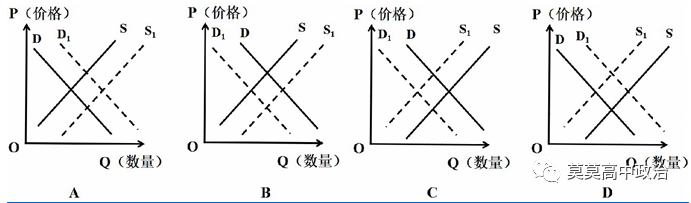 P（价格） P（价格） P（价格） P（价格）
D D₁ S S₁ D₁ D S S₁ D₁ D S₁ S D D₁ S₁ S
O O O O
Q（数量） Q（数量） Q（数量） Q（数量）
莫莫高中政治
A B C D